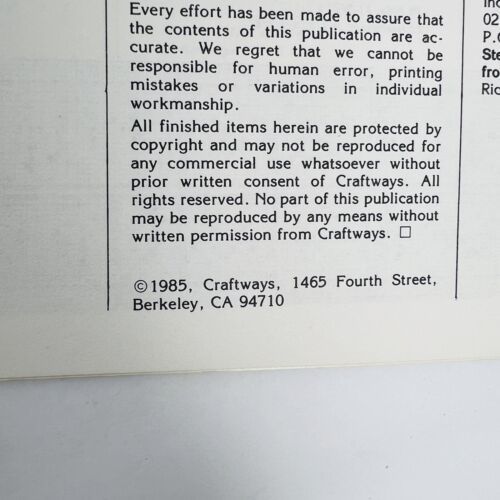 Every effort has been made to assure that
the contents of this publication are ac-
curate. We regret that we cannot be
responsible for human error, printing
mistakes or variations in individual
workmanship.
All finished items herein are protected by
copyright and may not be reproduced for
any commercial use whatsoever without
prior written consent of Craftways. All
rights reserved. No part of this publication
may be reproduced by any means without
written permission from Craftways. □
©1985, Craftways, 1465 Fourth Street,
Berkeley, CA 94710
02
Ste
fro
Ric